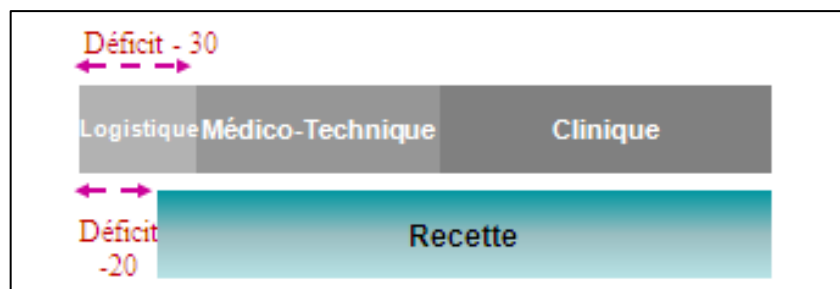 Déficit - 30
Logistique Médico-Technique Clinique
Déficit
-20
Recette